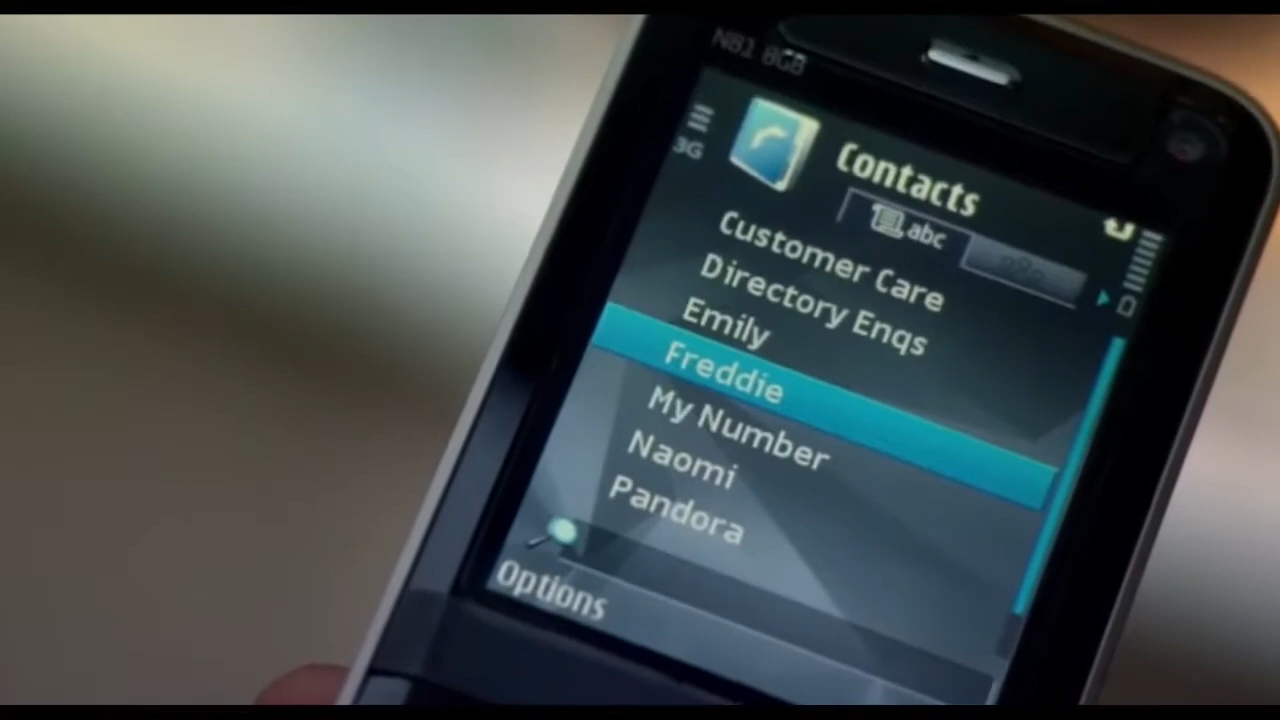 N81 8GB
3G
Contacts
abc
Customer Care
Directory Enqs
Emily
Freddie
My Number
Naomi
Pandora
Options